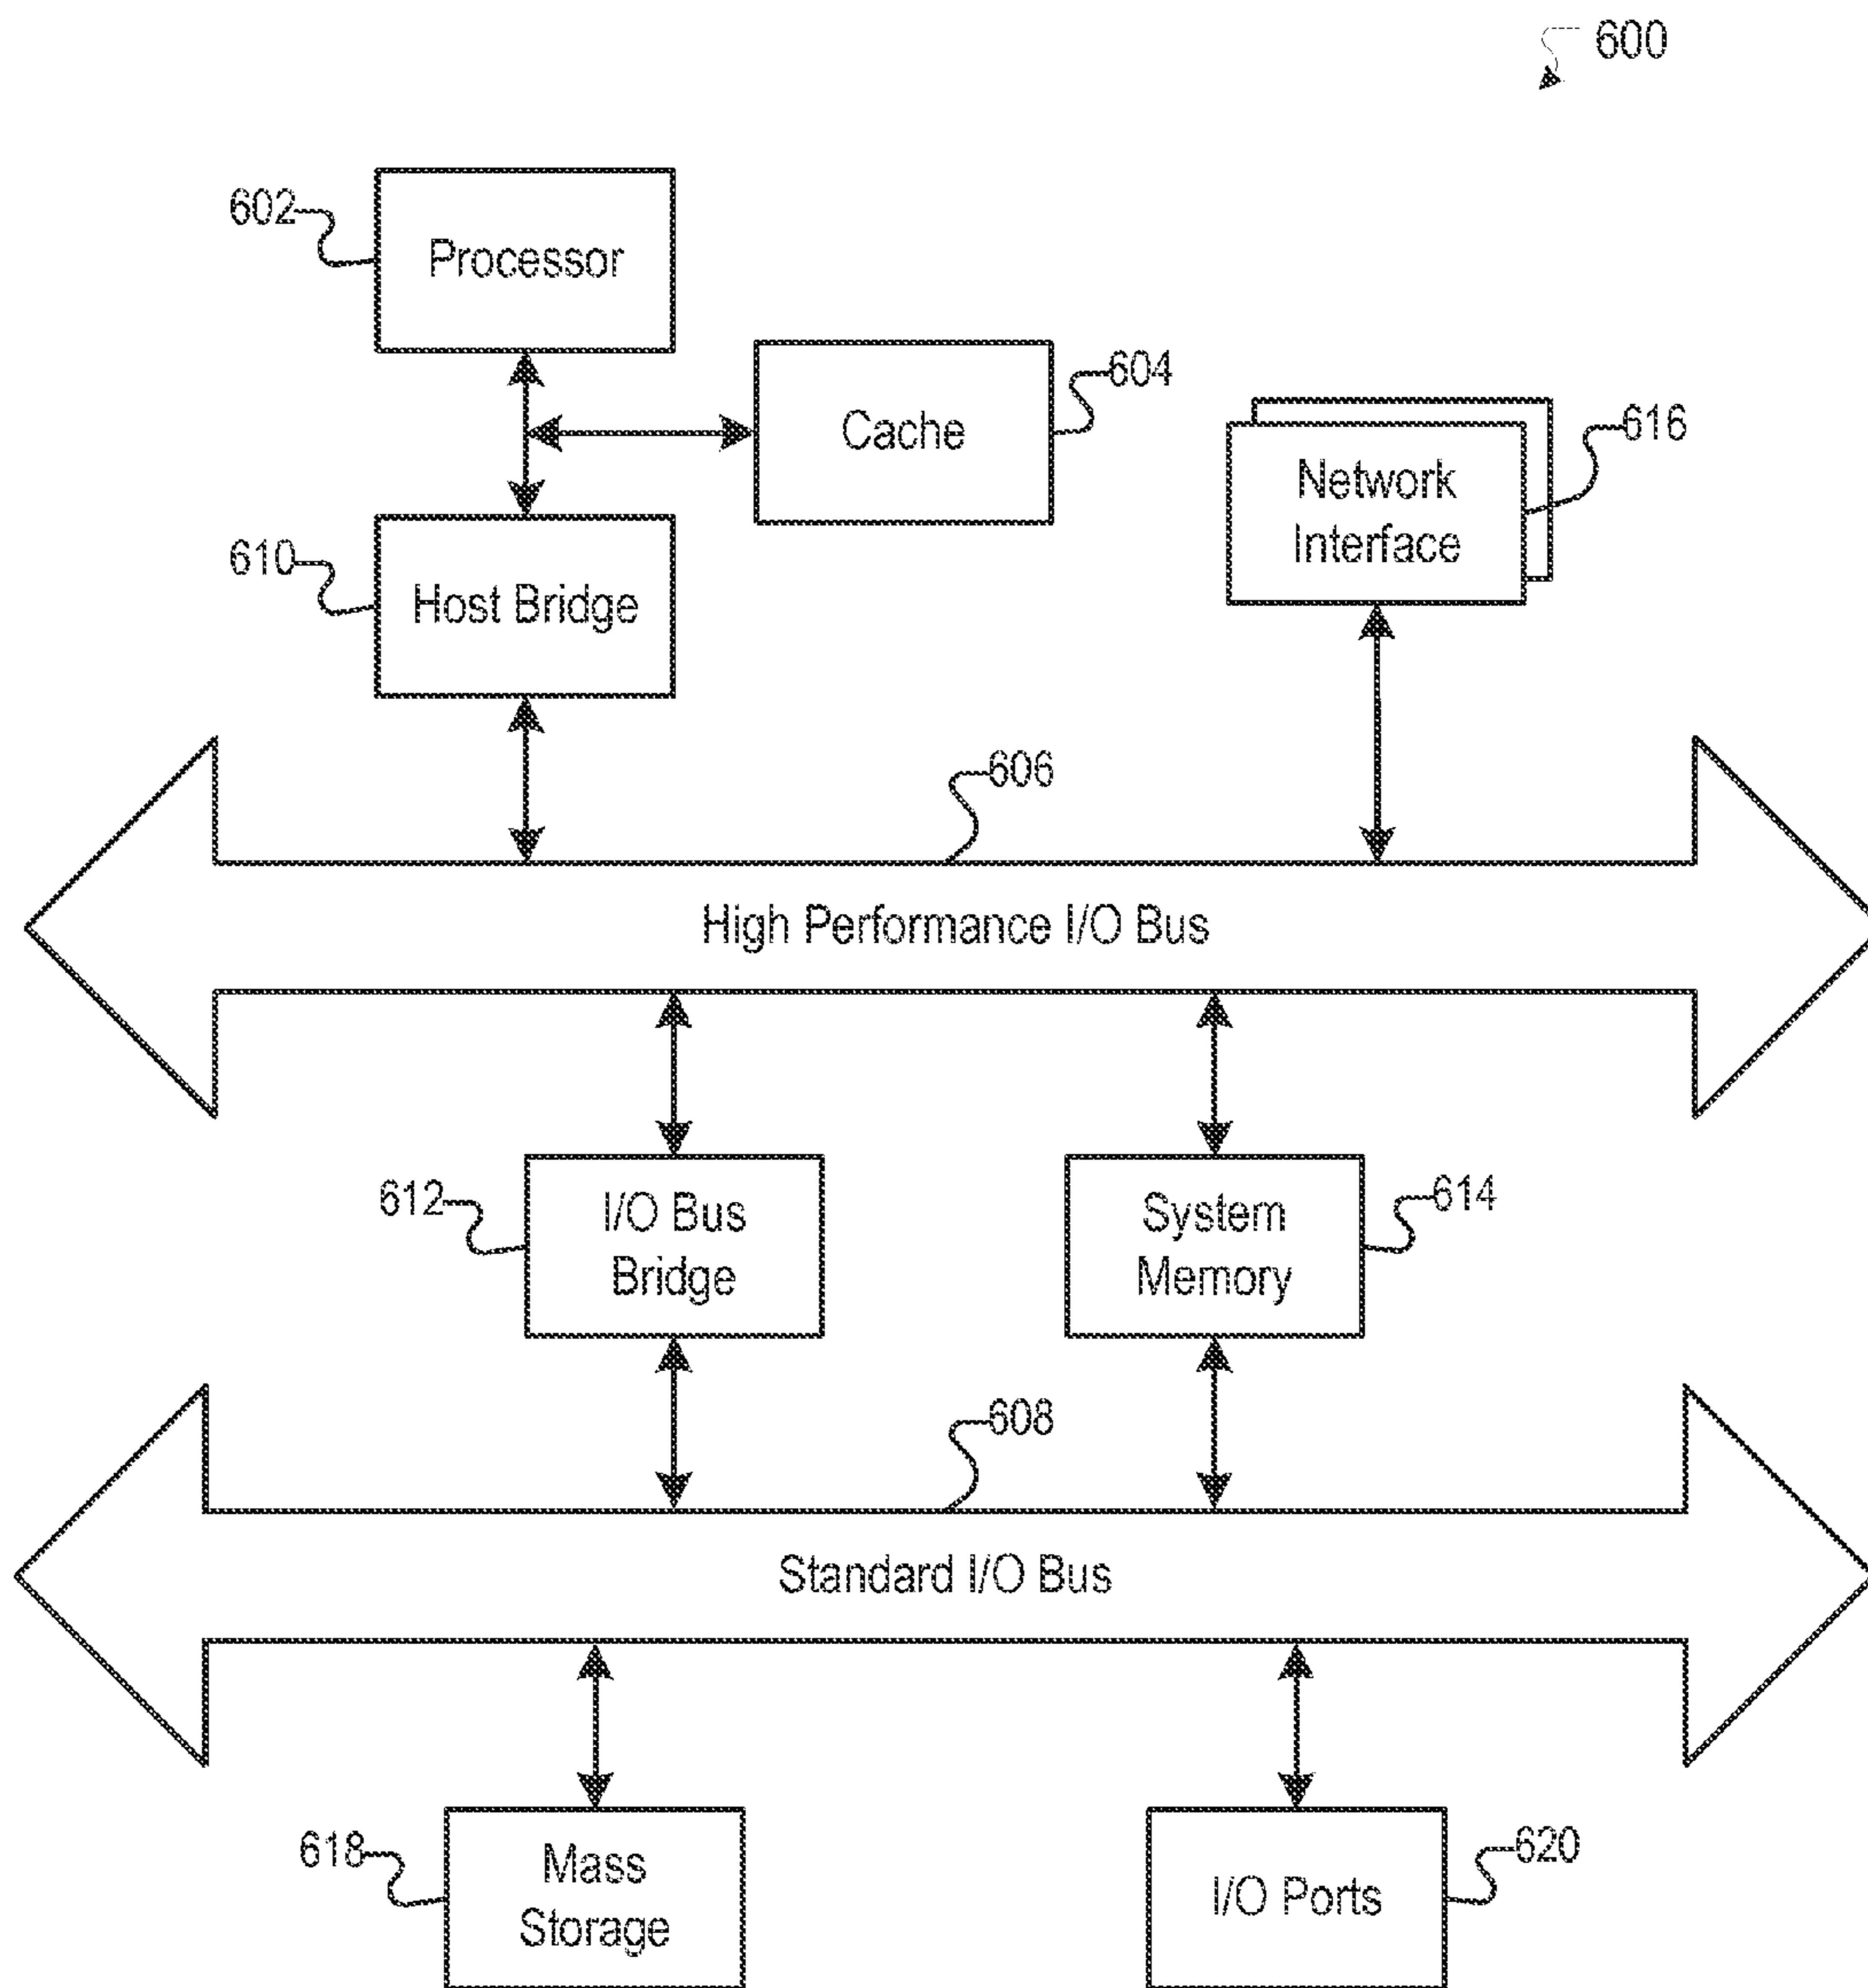 600
602
Processor
604
Cache
616
Network
Interface
610
Host Bridge
606
High Performance I/O Bus
612
I/O Bus
Bridge
614
System
Memory
608
Standard I/O Bus
618
Mass
Storage
620
I/O Ports